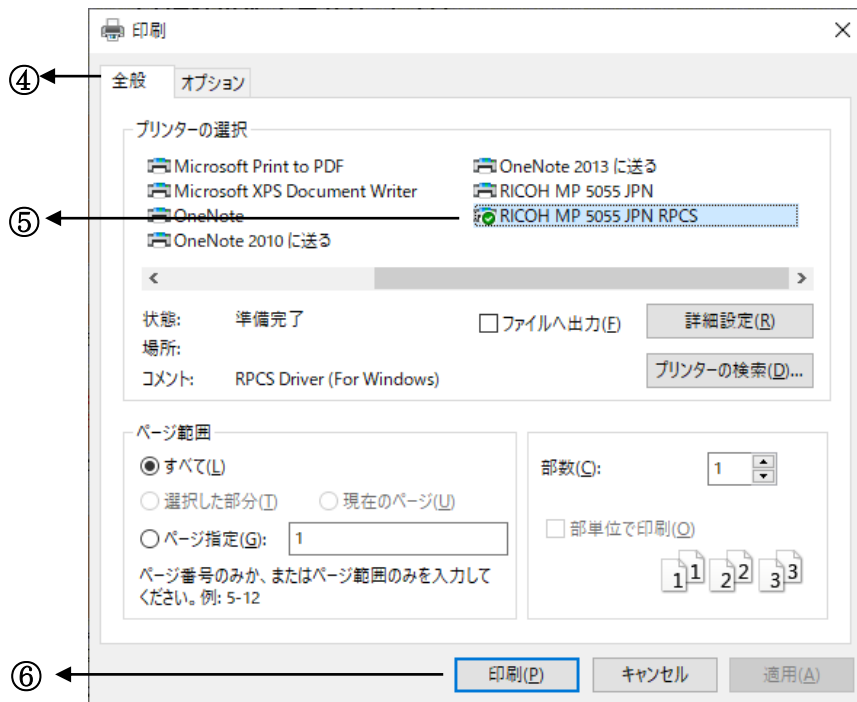 印刷
④
全般
オプション
プリンターの選択
Microsoft Print to PDF
OneNote 2013 に送る
Microsoft XPS Document Writer
RICOH MP 5055 JPN
⑤
OneNote
RICOH MP 5055 JPN RPCS
OneNote 2010 に送る
状態:
準備完了
ファイルへ出力(F)
詳細設定(R)
場所:
コメント:
RPCS Driver (For Windows)
プリンターの検索(D)...
ページ範囲
すべて(L)
選択した部分(T)
現在のページ(U)
ページ指定(G):
1
ページ番号のみか、またはページ範囲のみを入力して
ください。例: 5-12
部数(C):
1
部単位で印刷(O)
1 1 2 2 3 3
⑥
印刷(P)
キャンセル
適用(A)